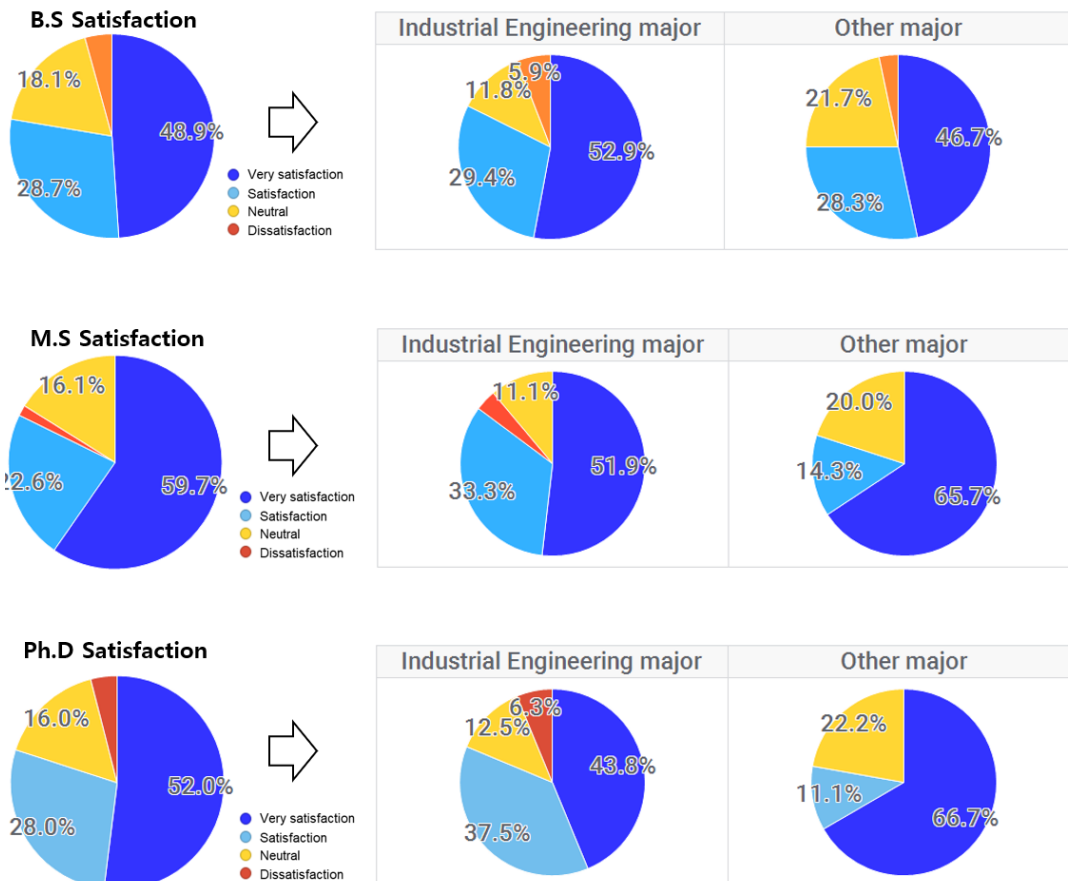 B.S Satisfaction
18.1%
48.9%
28.7%
Very satisfaction
Satisfaction
Neutral
Dissatisfaction
Industrial Engineering major
Other major
5.9%
11.8%
52.9%
29.4%
21.7%
46.7%
28.3%
M.S Satisfaction
16.1%
22.6%
59.7%
Very satisfaction
Satisfaction
Neutral
Dissatisfaction
Industrial Engineering major
Other major
11.1%
51.9%
33.3%
20.0%
14.3%
65.7%
Ph.D Satisfaction
16.0%
52.0%
28.0%
Very satisfaction
Satisfaction
Neutral
Dissatisfaction
Industrial Engineering major
Other major
6.3%
12.5%
43.8%
37.5%
22.2%
11.1%
66.7%